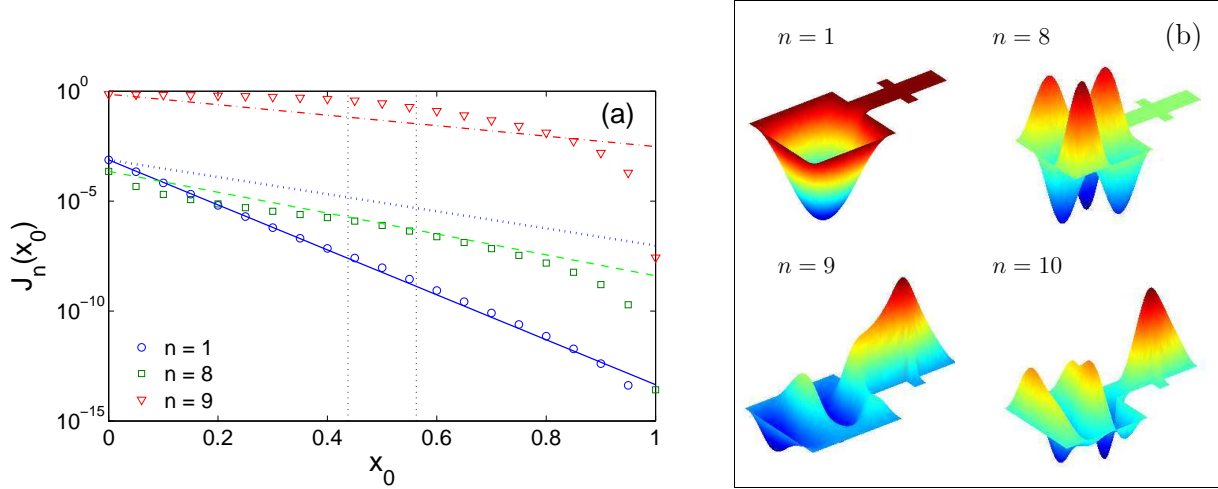 (a)
10^0
10^-5
10^-10
10^-15
J_n(x_0)
n = 1
n = 8
n = 9
0 0.2 0.4 0.6 0.8 1
x_0
(b)
n = 1
n = 8
n = 9
n = 10